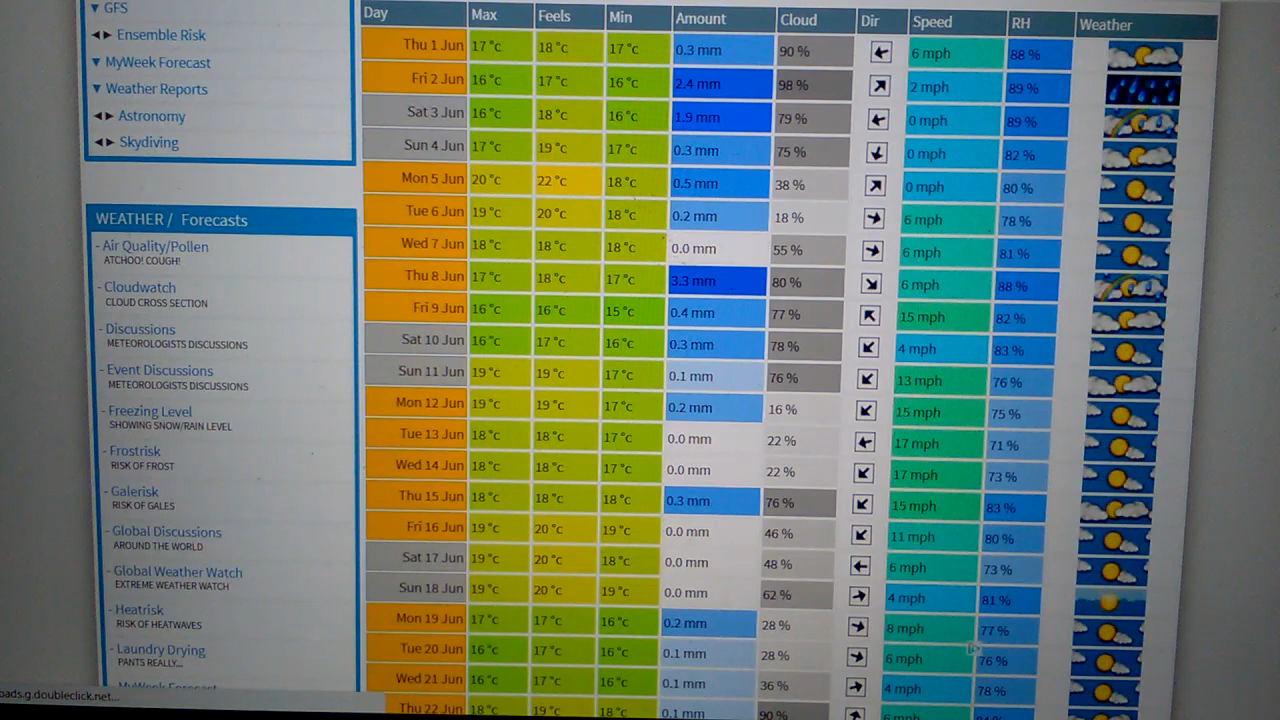 GFS
Ensemble Risk
MyWeek Forecast
Weather Reports
Astronomy
Skydiving
WEATHER / Forecasts
- Air Quality/Pollen
ATCHOO! COUGH!
- Cloudwatch
CLOUD CROSS SECTION
- Discussions
METEOROLOGISTS DISCUSSIONS
- Event Discussions
METEOROLOGISTS DISCUSSIONS
- Freezing Level
SHOWING SNOW/RAIN LEVEL
- Frostrisk
RISK OF FROST
- Galerisk
RISK OF GALES
- Global Discussions
AROUND THE WORLD
- Global Weather Watch
EXTREME WEATHER WATCH
- Heatrisk
RISK OF HEATWAVES
- Laundry Drying
PANTS REALLY...
- MyWeek Forecast
oads.g.doubleclick.net...
Day Max Feels Min Amount Cloud Dir Speed RH Weather
Thu 1 Jun 17°c 18°c 17°c 0.3 mm 90 % 6 mph 88 %
Fri 2 Jun 16°c 17°c 16°c 2.4 mm 98 % 2 mph 89 %
Sat 3 Jun 16°c 18°c 16°c 1.9 mm 79 % 0 mph 89 %
Sun 4 Jun 17°c 19°c 17°c 0.3 mm 75 % 0 mph 82 %
Mon 5 Jun 20°c 22°c 18°c 0.5 mm 38 % 0 mph 80 %
Tue 6 Jun 19°c 20°c 18°c 0.2 mm 18 % 6 mph 78 %
Wed 7 Jun 18°c 18°c 18°c 0.0 mm 55 % 6 mph 81 %
Thu 8 Jun 17°c 18°c 17°c 3.3 mm 80 % 6 mph 88 %
Fri 9 Jun 16°c 16°c 15°c 0.4 mm 77 % 15 mph 82 %
Sat 10 Jun 16°c 17°c 16°c 0.3 mm 78 % 4 mph 83 %
Sun 11 Jun 19°c 19°c 17°c 0.1 mm 76 % 13 mph 76 %
Mon 12 Jun 19°c 19°c 17°c 0.2 mm 16 % 15 mph 75 %
Tue 13 Jun 18°c 18°c 17°c 0.0 mm 22 % 17 mph 71 %
Wed 14 Jun 18°c 18°c 17°c 0.0 mm 22 % 17 mph 73 %
Thu 15 Jun 18°c 18°c 18°c 0.3 mm 76 % 15 mph 83 %
Fri 16 Jun 19°c 20°c 19°c 0.0 mm 46 % 11 mph 80 %
Sat 17 Jun 19°c 20°c 18°c 0.0 mm 48 % 6 mph 73 %
Sun 18 Jun 19°c 20°c 19°c 0.0 mm 62 % 4 mph 81 %
Mon 19 Jun 17°c 17°c 16°c 0.2 mm 28 % 8 mph 77 %
Tue 20 Jun 16°c 17°c 16°c 0.1 mm 28 % 6 mph 76 %
Wed 21 Jun 16°c 17°c 16°c 0.1 mm 36 % 4 mph 78 %
Thu 22 Jun 18°c 19°c 18°c 0.1 mm 90 % 6 mph